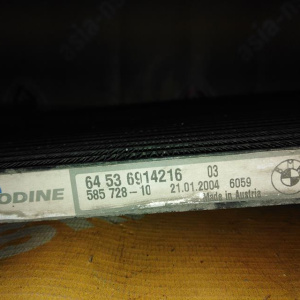 ODINE
64 53 6914216 03
585 728-10 21.01.2004 6059
Made in Austria